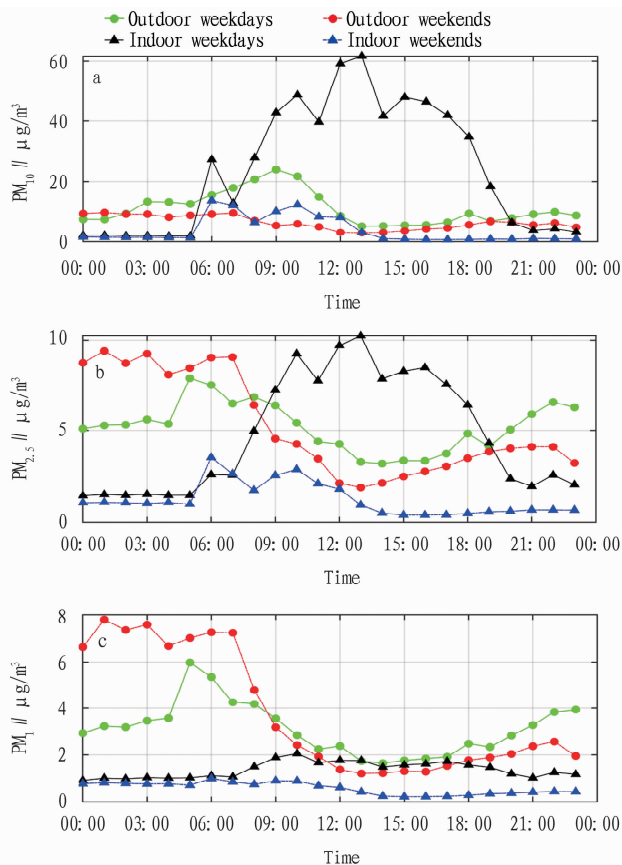 Outdoor weekdays Outdoor weekends
Indoor weekdays Indoor weekends
a
60
40
20
0
PM10 // μg/m³
00:00 03:00 06:00 09:00 12:00 15:00 18:00 21:00 00:00
Time
b
10
5
0
PM2.5 // μg/m³
00:00 03:00 06:00 09:00 12:00 15:00 18:00 21:00 00:00
Time
c
8
6
4
2
0
PM1 // μg/m³
00:00 03:00 06:00 09:00 12:00 15:00 18:00 21:00 00:00
Time